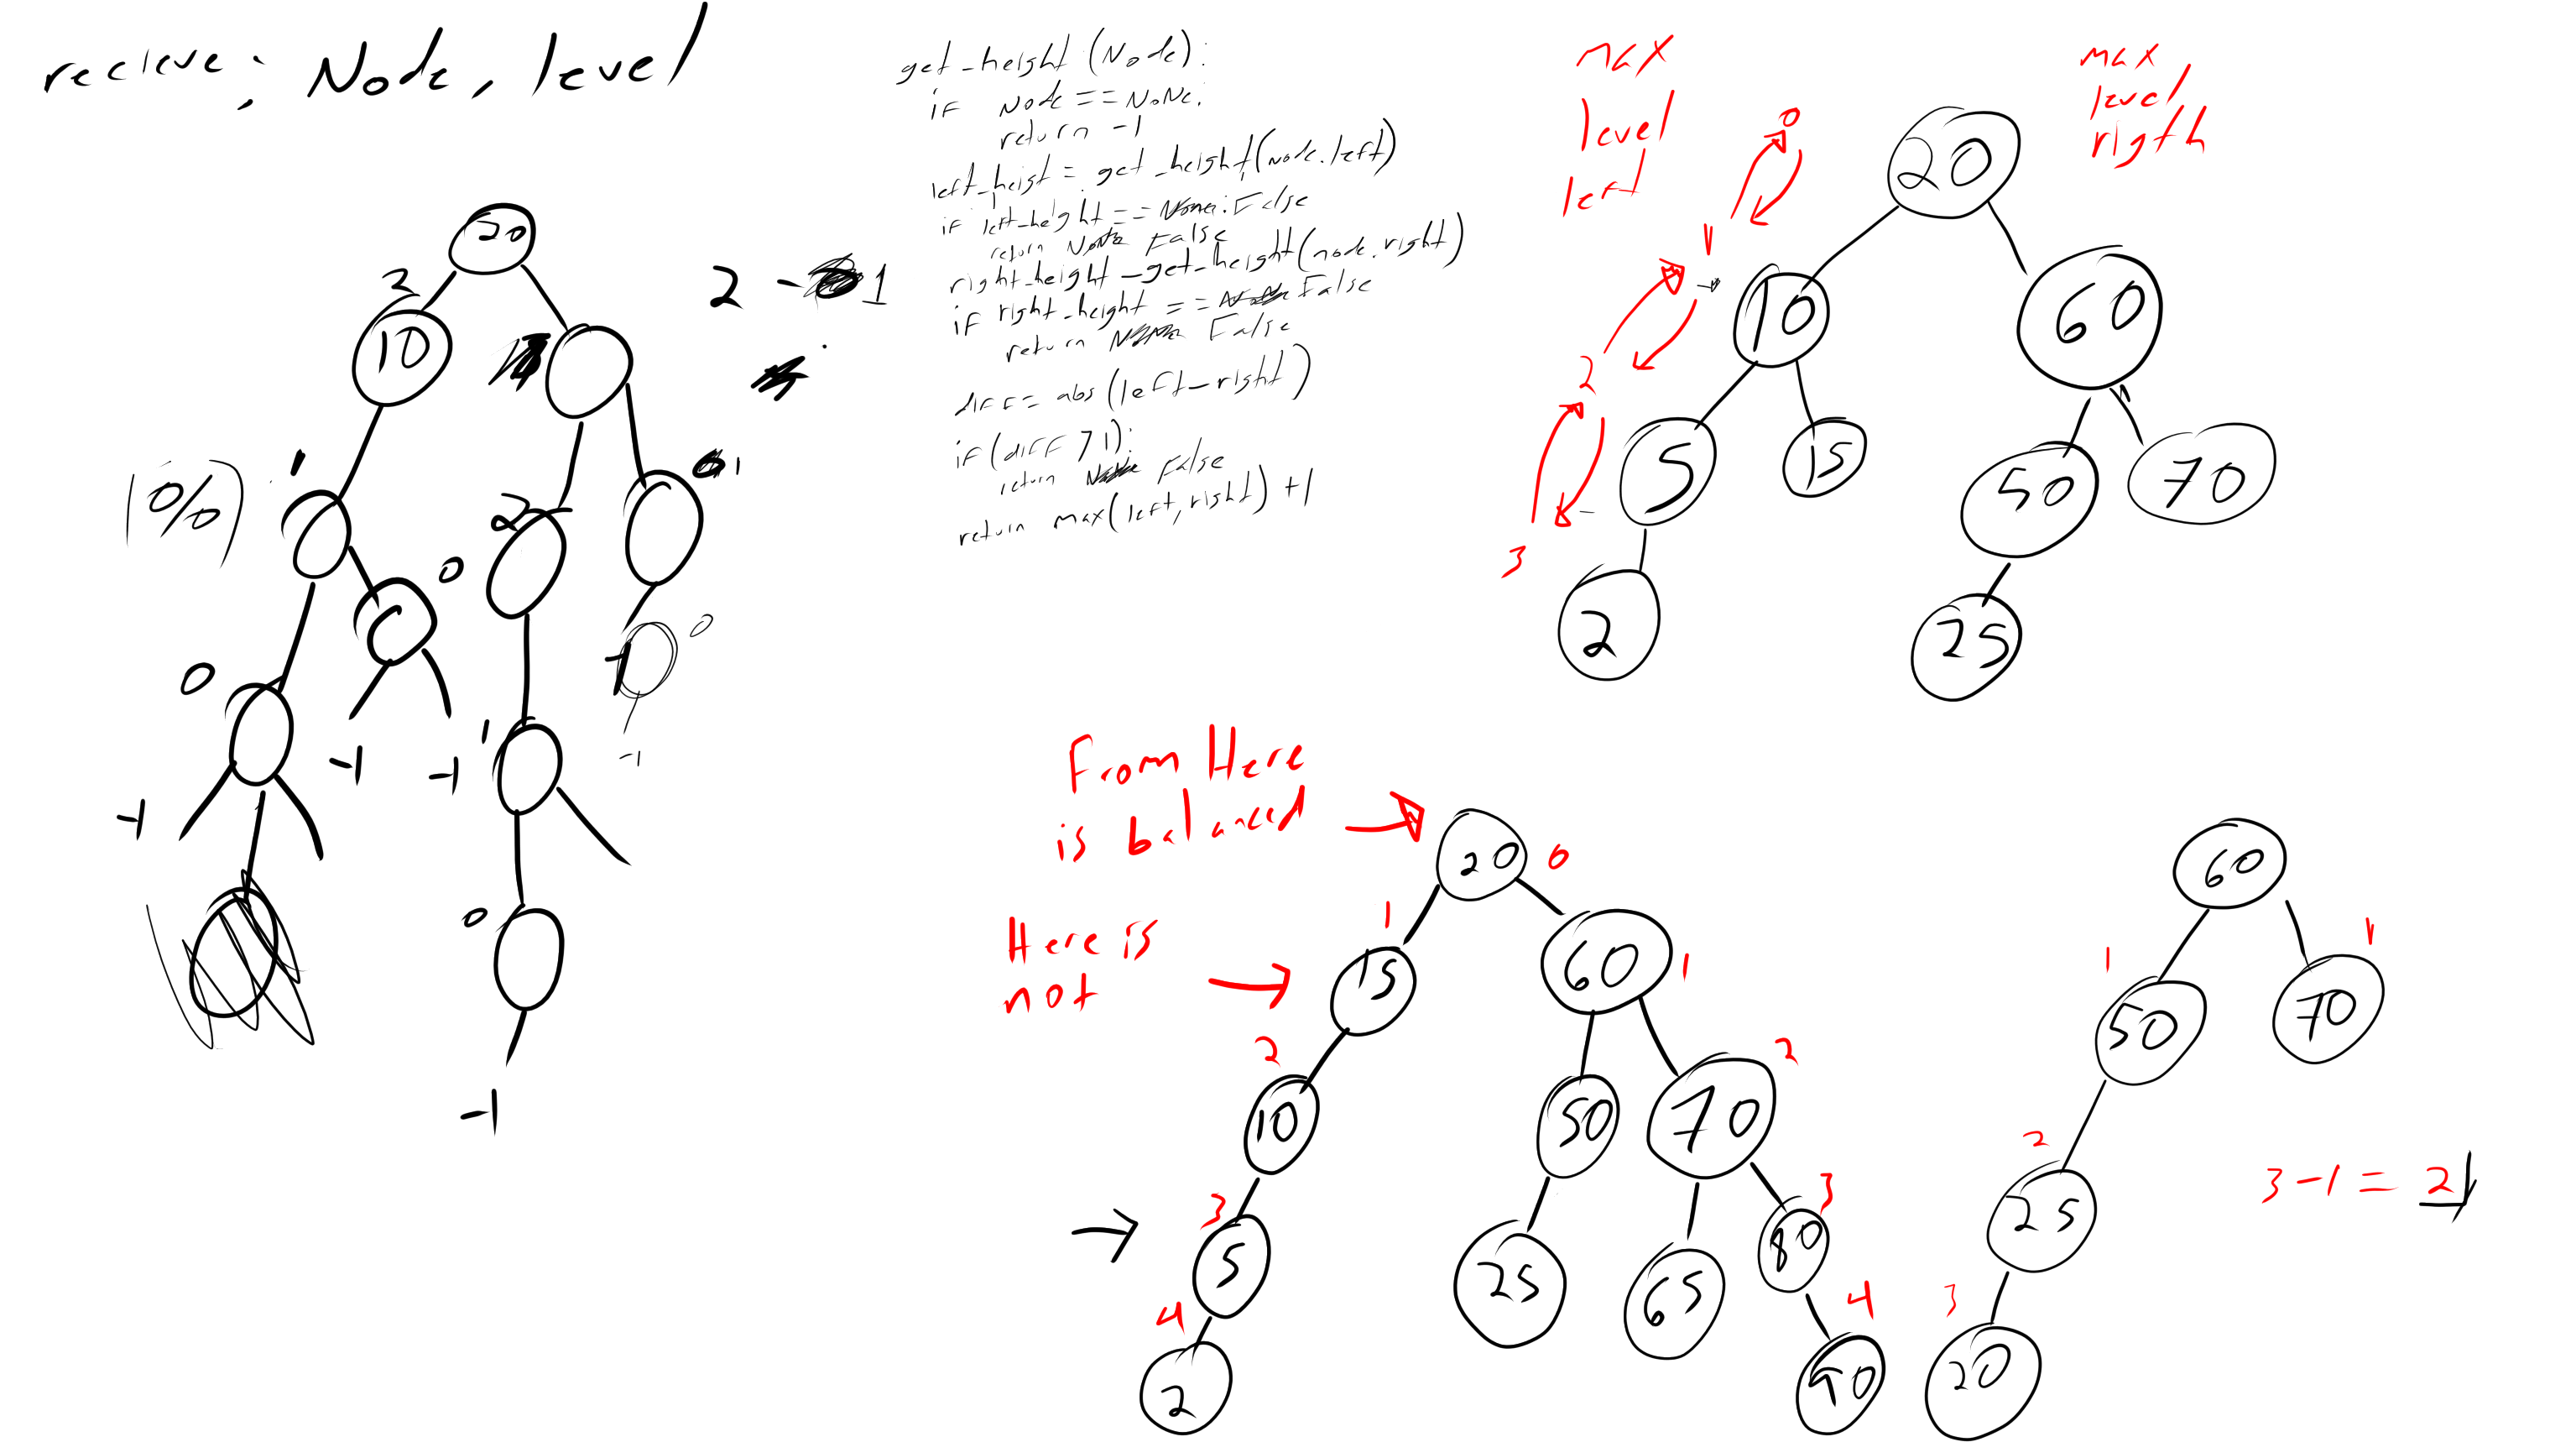 recieve: Node, level
get_height (Node):
if Node == NoNe:
return -1
left_heigt = get_height(node.left)
if left_height == False
return False
right_height - get_height(node.right)
if right_height == False
return False
diff = abs(left-right)
if (diff > 1):
return False
return max(left, right) +1
max
level
left
max
level
rigth
0
1
2
3
20
10
60
5
15
50
70
2
25
20
2
10
2 - 1
1
0/0
2
1
0
0
0
-1
-1
-1
1
-1
0
-1
From Here
is balanced
Here is
not
20
0
1
15
60
1
2
10
50
70
2
3
5
25
65
80
3
4
2
90
4
60
1
1
50
70
2
25
3
20
3-1 = 2